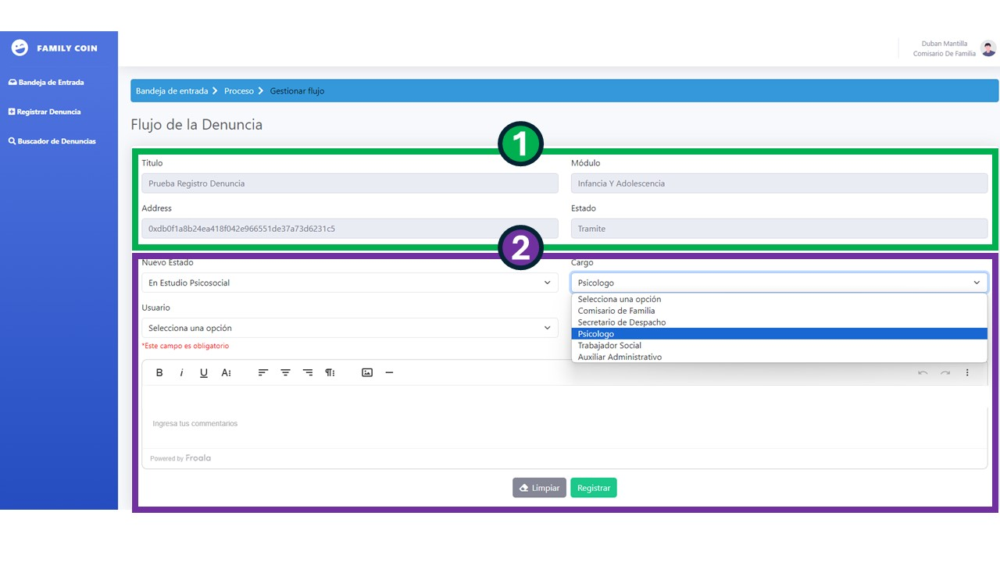 FAMILY COIN
Duban Mantilla
Comisario De Familia
Bandeja de Entrada
Registrar Denuncia
Buscador de Denuncias
Bandeja de entrada > Proceso > Gestionar flujo
Flujo de la Denuncia
1
Título
Módulo
Prueba Registro Denuncia
Infancia Y Adolescencia
Address
Estado
0xdb0f1a8b24ea418f042e966551de37a73d6231c5
Tramite
2
Nuevo Estado
Cargo
En Estudio Psicosocial
Psicologo
Selecciona una opción
Comisario de Familia
Secretario de Despacho
Psicologo
Trabajador Social
Auxiliar Administrativo
Usuario
Selecciona una opción
*Este campo es obligatorio
B i U A
Ingresa tus commentarios
Powered by Froala
Limpiar
Registrar